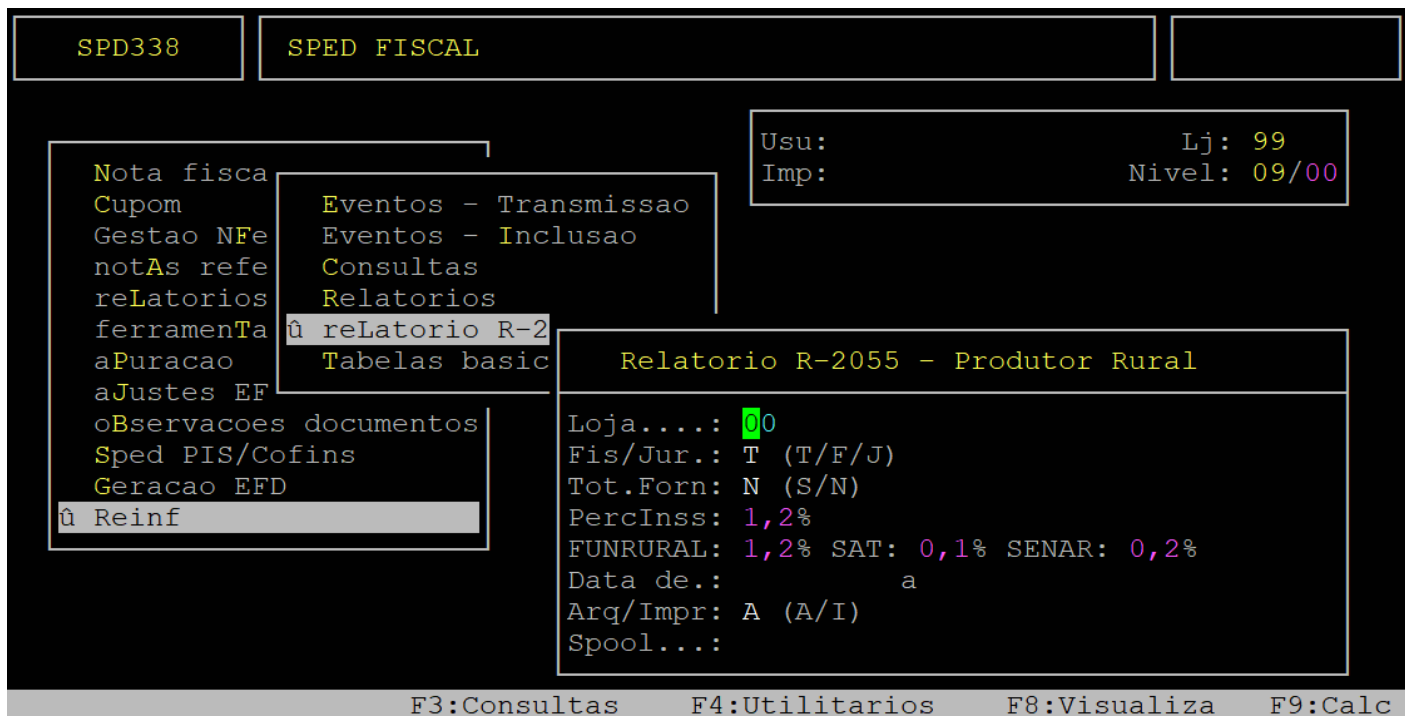 SPD338
SPED FISCAL
Usu: Lj: 99
Imp: Nivel: 09/00
Nota fisca
Cupom
Gestao NFe
notAs refe
reLatorios
ferramenTa
aPuracao
aJustes EF
oBservacoes documentos
Sped PIS/Cofins
Geracao EFD
û Reinf
Eventos - Transmissao
Eventos - Inclusao
Consultas
Relatorios
û reLatorio R-2
Tabelas basic
Relatorio R-2055 - Produtor Rural
Loja....: 00
Fis/Jur.: T (T/F/J)
Tot.Forn: N (S/N)
PercInss: 1,2%
FUNRURAL: 1,2% SAT: 0,1% SENAR: 0,2%
Data de.: a
Arq/Impr: A (A/I)
Spool...:
F3:Consultas F4:Utilitarios F8:Visualiza F9:Calc